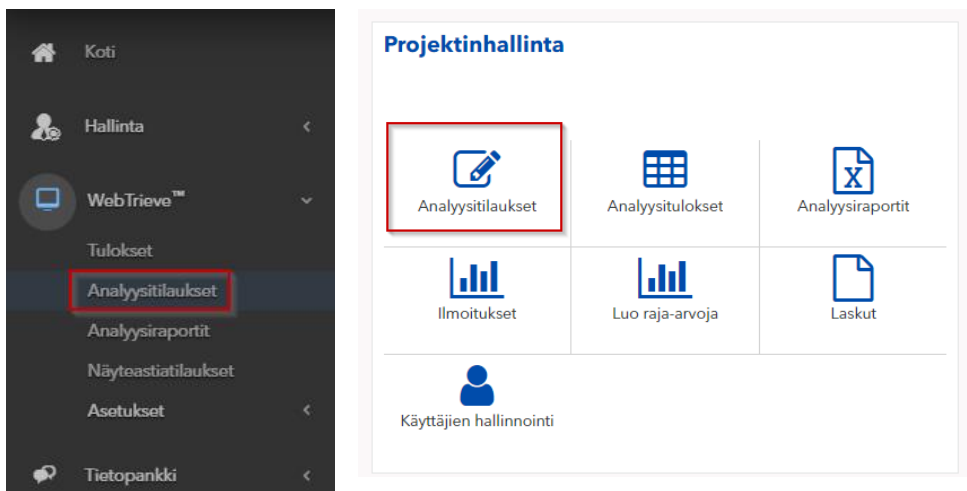 Koti
Hallinta
WebTrieve™
Tulokset
Analyysitilaukset
Analyysiraportit
Näyteastiatilaukset
Asetukset
Tietopankki
Projektinhallinta
Analyysitilaukset
Analyysitulokset
X
Analyysiraportit
Ilmoitukset
Luo raja-arvoja
Laskut
Käyttäjien hallinnointi